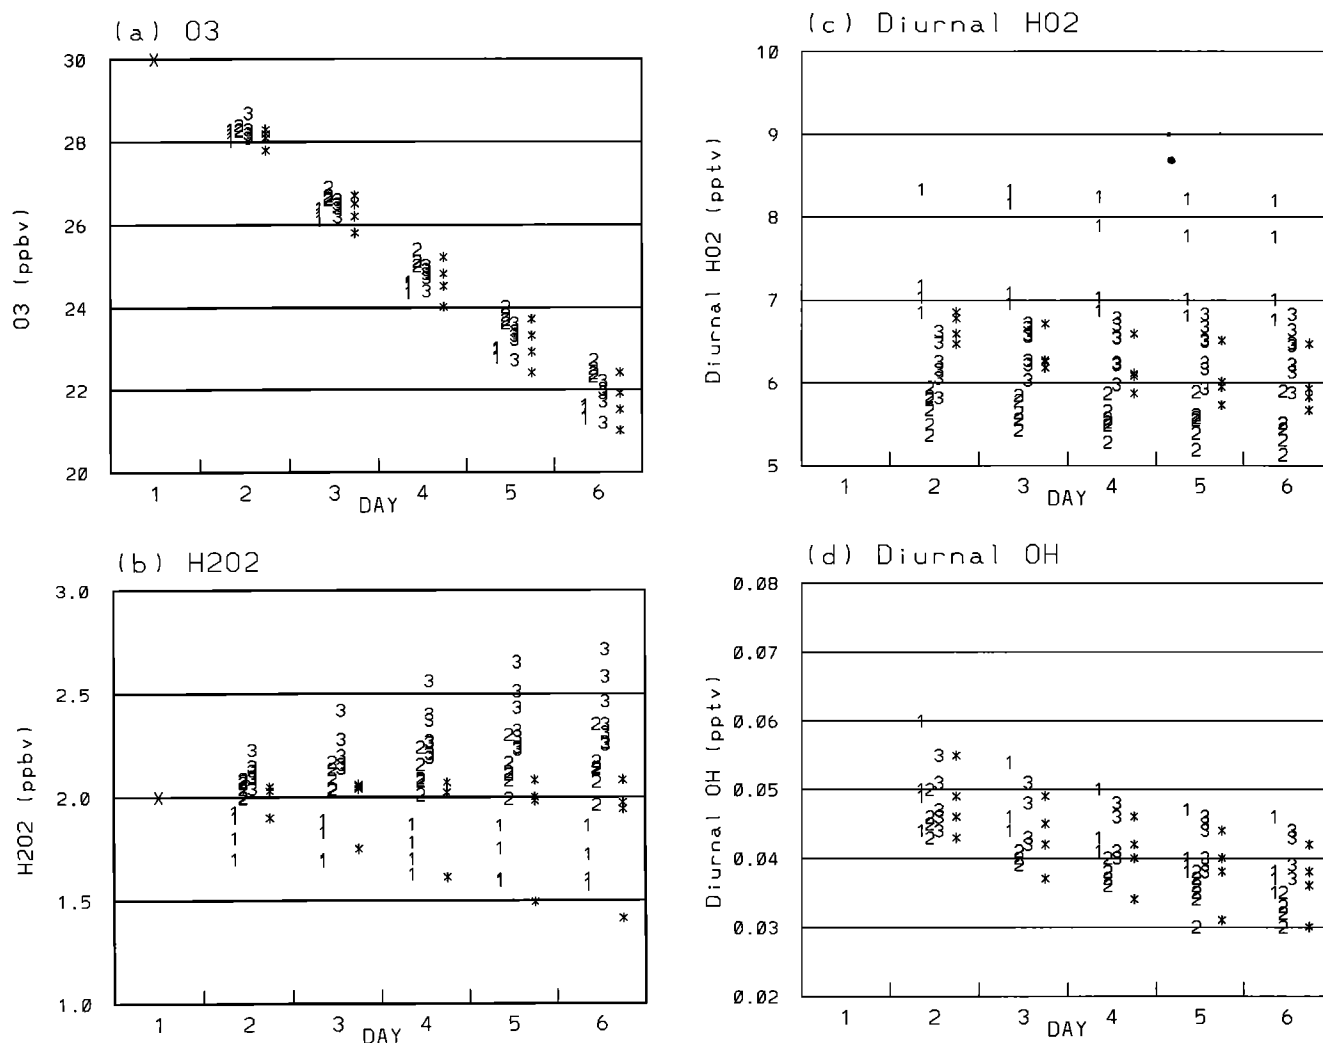 (a) O3
O3 (ppbv)
30
28
26
24
22
20
1 2 3 4 5 6
DAY
(b) H2O2
H2O2 (ppbv)
3.0
2.5
2.0
1.5
1.0
1 2 3 4 5 6
DAY
(c) Diurnal HO2
Diurnal HO2 (pptv)
10
9
8
7
6
5
1 2 3 4 5 6
DAY
(d) Diurnal OH
Diurnal OH (pptv)
0.08
0.07
0.06
0.05
0.04
0.03
0.02
1 2 3 4 5 6
DAY